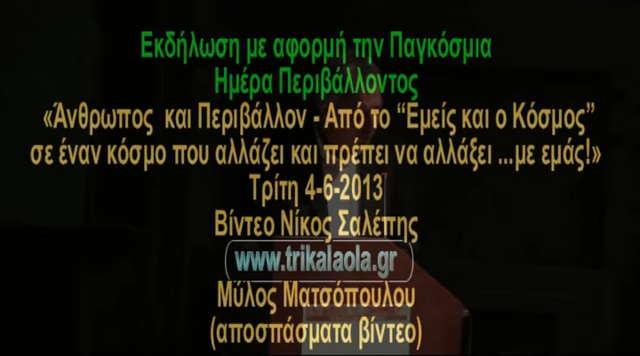 Εκδήλωση με αφορμή την Παγκόσμια
Ημέρα Περιβάλλοντος
«Άνθρωπος και Περιβάλλον - Από το “Εμείς και ο Κόσμος”
σε έναν κόσμο που αλλάζει και πρέπει να αλλάξει ...με εμάς!»
Τρίτη 4-6-2013
Βίντεο Νίκος Σαλέπης
www.trikalaola.gr
Μύλος Ματσόπουλου
(αποσπάσματα βίντεο)